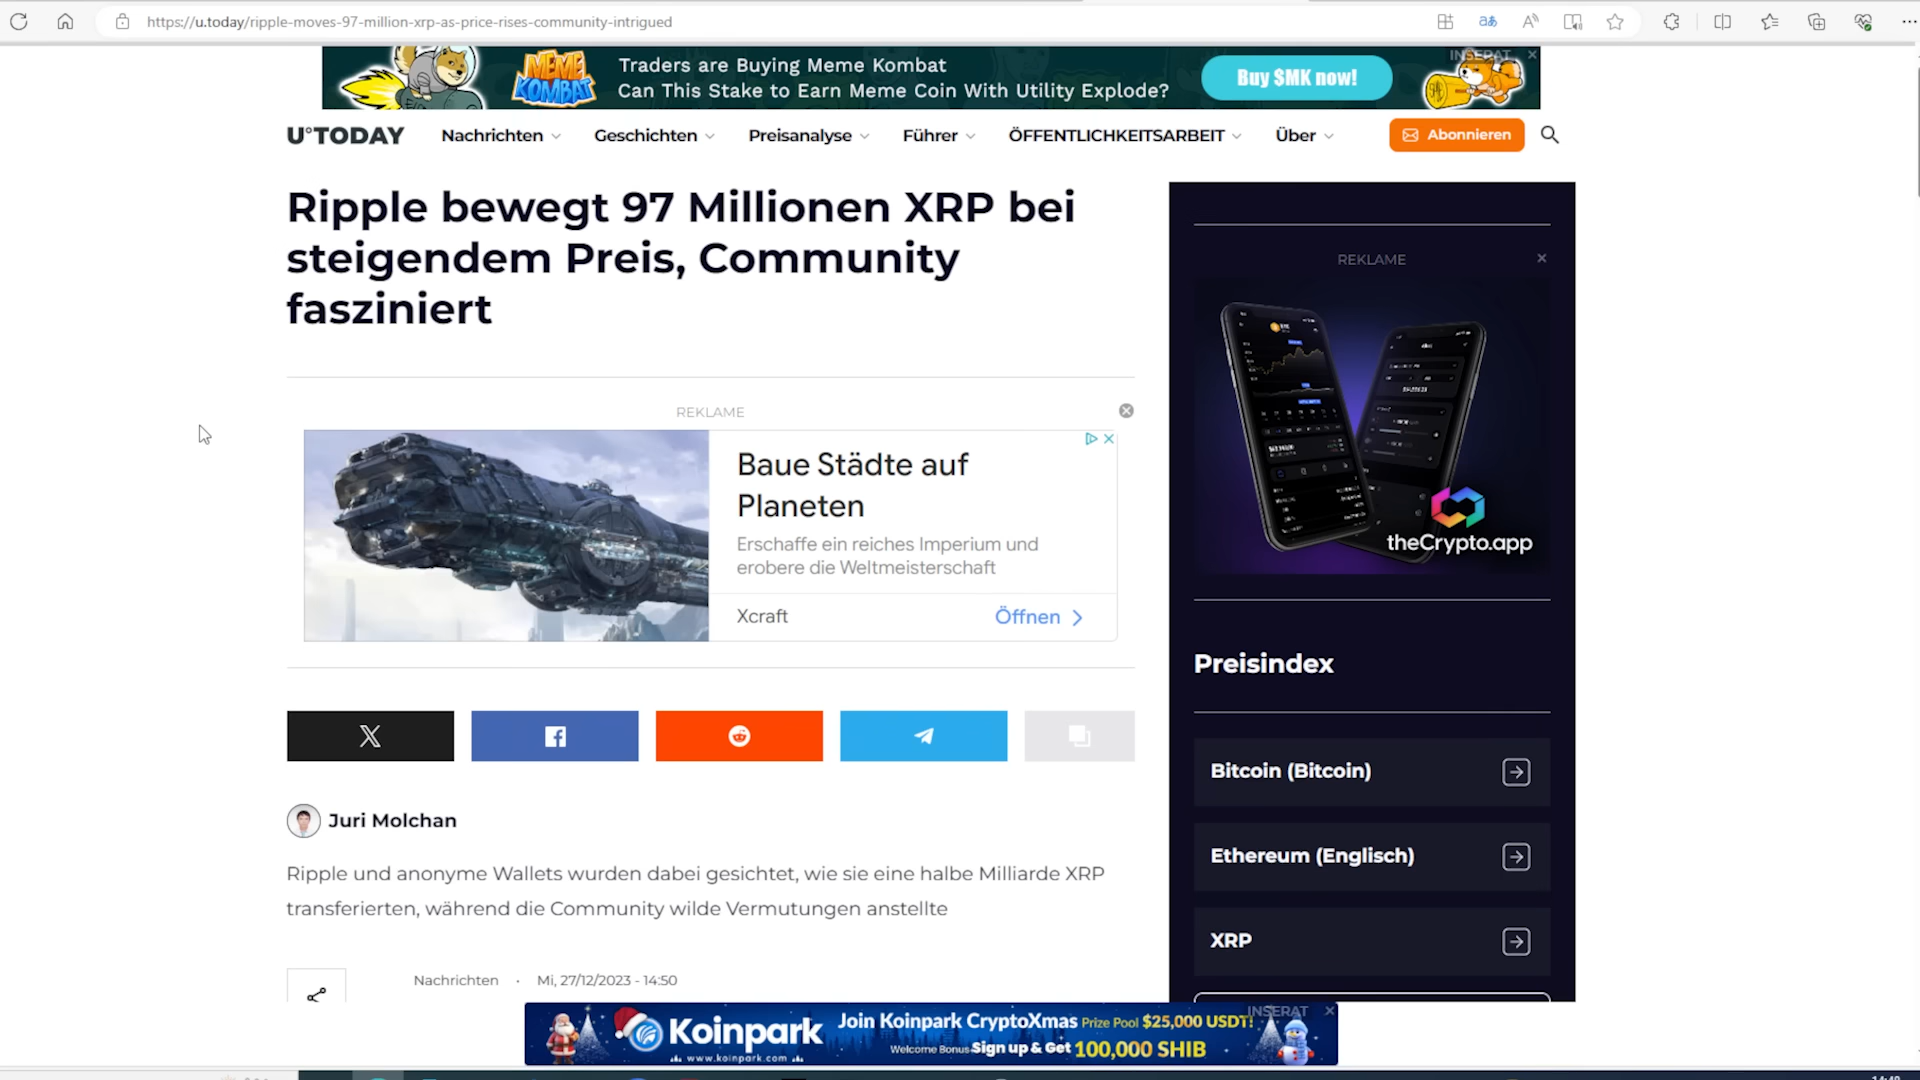 https://u.today/ripple-moves-97-million-xrp-as-price-rises-community-intrigued
MEME KOMBAT
Traders are Buying Meme Kombat
Can This Stake to Earn Meme Coin With Utility Explode?
Buy $MK now!
INSERAT
U°TODAY
Nachrichten
Geschichten
Preisanalyse
Führer
ÖFFENTLICHKEITSARBEIT
Über
Abonnieren
Ripple bewegt 97 Millionen XRP bei
steigendem Preis, Community
fasziniert
REKLAME
Baue Städte auf
Planeten
Erschaffe ein reiches Imperium und
erobere die Weltmeisterschaft
Xcraft
Öffnen
Juri Molchan
Ripple und anonyme Wallets wurden dabei gesichtet, wie sie eine halbe Milliarde XRP
transferierten, während die Community wilde Vermutungen anstellte
Nachrichten · Mi, 27/12/2023 - 14:50
REKLAME
theCrypto.app
Preisindex
Bitcoin (Bitcoin)
Ethereum (Englisch)
XRP
Koinpark
www.koinpark.com
Join Koinpark CryptoXmas Prize Pool $25,000 USDT!
Welcome Bonus Sign up & Get 100,000 SHIB
INSERAT